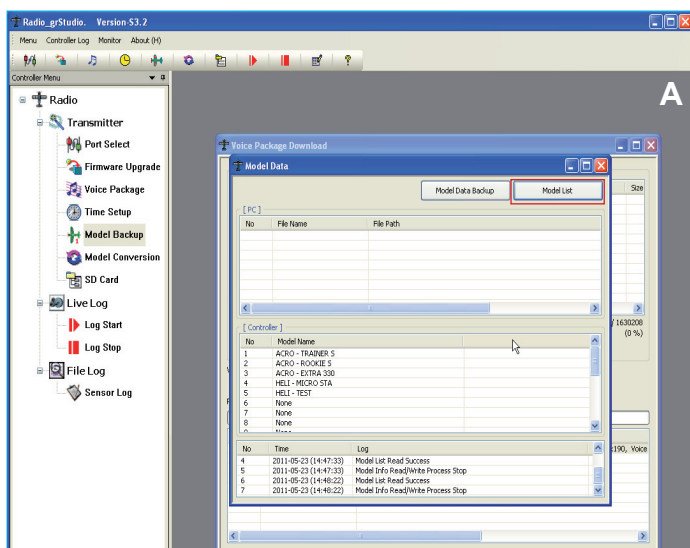 Radio_grStudio. Version-S3.2
Menu Controller Log Monitor About (H)
Controller Menu
A
Radio
Transmitter
Port Select
Firmware Upgrade
Voice Package
Time Setup
Model Backup
Model Conversion
SD Card
Live Log
Log Start
Log Stop
File Log
Sensor Log
Voice Package Download
Model Data
Model Data Backup Model List
Size
[ PC ]
No File Name File Path
/ 1630208
(0 %)
[ Controller ]
No Model Name
1 ACRO - TRAINER S
2 ACRO - ROOKIE S
3 ACRO - EXTRA 330
4 HELI - MICRO STA
5 HELI - TEST
6 None
7 None
8 None
No Time Log
4 2011-05-23 (14:47:33) Model List Read Success
5 2011-05-23 (14:47:33) Model Info Read/Write Process Stop
6 2011-05-23 (14:48:22) Model List Read Success
7 2011-05-23 (14:48:22) Model Info Read/Write Process Stop
:190, Voice